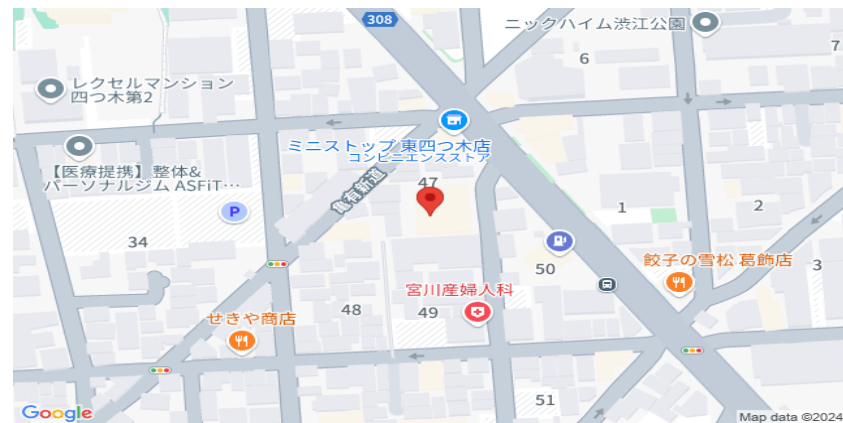 308
ニックハイム渋江公園
7
6
レクセルマンション
四つ木第2
ミニストップ 東四つ木店
コンビニエンスストア
【医療提携】整体&
パーソナルジム ASFiT…
亀有新道
47
P
1
2
34
50
餃子の雪松 葛飾店
3
宮川産婦人科
48
49
せきや商店
51
Google
Map data ©2024